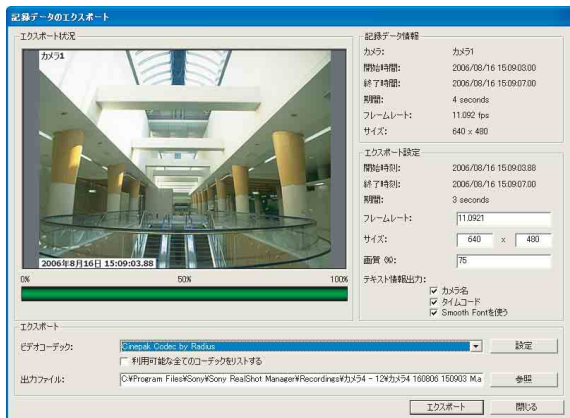 記録データのエクスポート
エクスポート状況
カメラ1
2006年8月16日 15:09:03.88
0% 50% 100%
記録データ情報
カメラ: カメラ1
開始時間: 2006/08/16 15:09:03.00
終了時間: 2006/08/16 15:09:07.00
期間: 4 seconds
フレームレート: 11.092 fps
サイズ: 640 x 480
エクスポート設定
開始時刻: 2006/08/16 15:09:03.88
終了時刻: 2006/08/16 15:09:07.00
期間: 3 seconds
フレームレート: 11.0921
サイズ: 640 x 480
画質 (%): 75
テキスト情報出力:
カメラ名
タイムコード
Smooth Fontを使う
エクスポート
ビデオコーデック: Cinepak Codec by Radius 設定
利用可能な全てのコーデックをリストする
出力ファイル: C:¥Program Files¥Sony¥Sony RealShot Manager¥Recordings¥カメラ4 - 12¥カメラ4 160806 150903 M.a 参照
エクスポート 閉じる